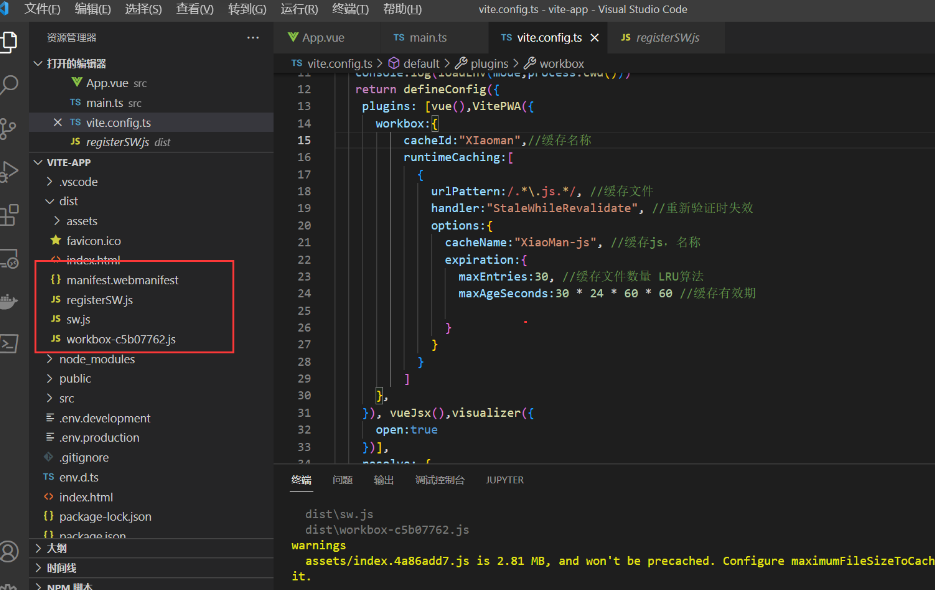 文件(F) 编辑(E) 选择(S) 查看(V) 转到(G) 运行(R) 终端(T) 帮助(H) vite.config.ts - vite-app - Visual Studio Code
资源管理器 ···
打开的编辑器
App.vue src
TS main.ts src
× TS vite.config.ts
JS registerSW.js dist
VITE-APP
.vscode
dist
assets
favicon.ico
index.html
manifest.webmanifest
JS registerSW.js
JS sw.js
JS workbox-c5b07762.js
node_modules
public
src
.env.development
.env.production
.gitignore
TS env.d.ts
index.html
package-lock.json
package.json
大纲
时间线
NPM 脚本
App.vue TS main.ts TS vite.config.ts × JS registerSW.js
TS vite.config.ts > default > plugins > workbox
11 console.log(loadEnv(mode,process.cwd()))
12 return defineConfig({
13 plugins: [vue(),VitePWA({
14 workbox:{
15 cacheId:"XIaoman",//缓存名称
16 runtimeCaching:[
17 {
18 urlPattern:/.*\.js.*/, //缓存文件
19 handler:"StaleWhileRevalidate", //重新验证时失效
20 options:{
21 cacheName:"XiaoMan-js", //缓存js，名称
22 expiration:{
23 maxEntries:30, //缓存文件数量 LRU算法
24 maxAgeSeconds:30 * 24 * 60 * 60 //缓存有效期
25
26 }
27 }
28 }
29 ]
30 },
31 }), vueJsx(),visualizer({
32 open:true
33 })],
34 resolve: {
终端 问题 输出 调试控制台 JUPYTER
dist\sw.js
dist\workbox-c5b07762.js
warnings
assets/index.4a86add7.js is 2.81 MB, and won't be precached. Configure maximumFileSizeToCach
it.